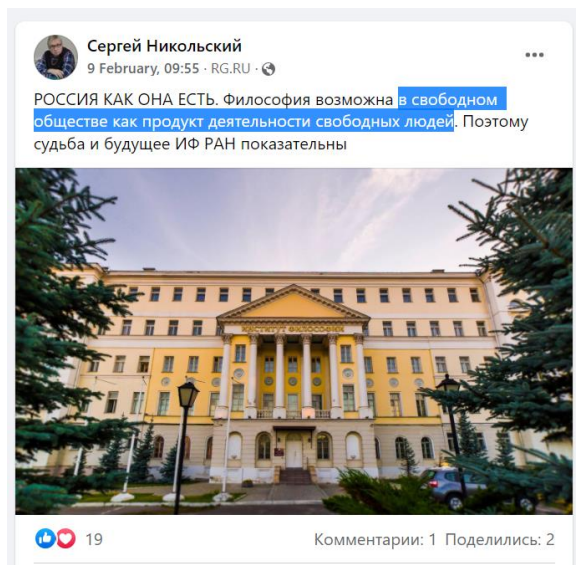 Сергей Никольский
9 February, 09:55 · RG.RU ·
РОССИЯ КАК ОНА ЕСТЬ. Философия возможна в свободном
обществе как продукт деятельности свободных людей. Поэтому
судьба и будущее ИФ РАН показательны
ИНСТИТУТ ФИЛОСОФИИ
19
Комментарии: 1 Поделились: 2